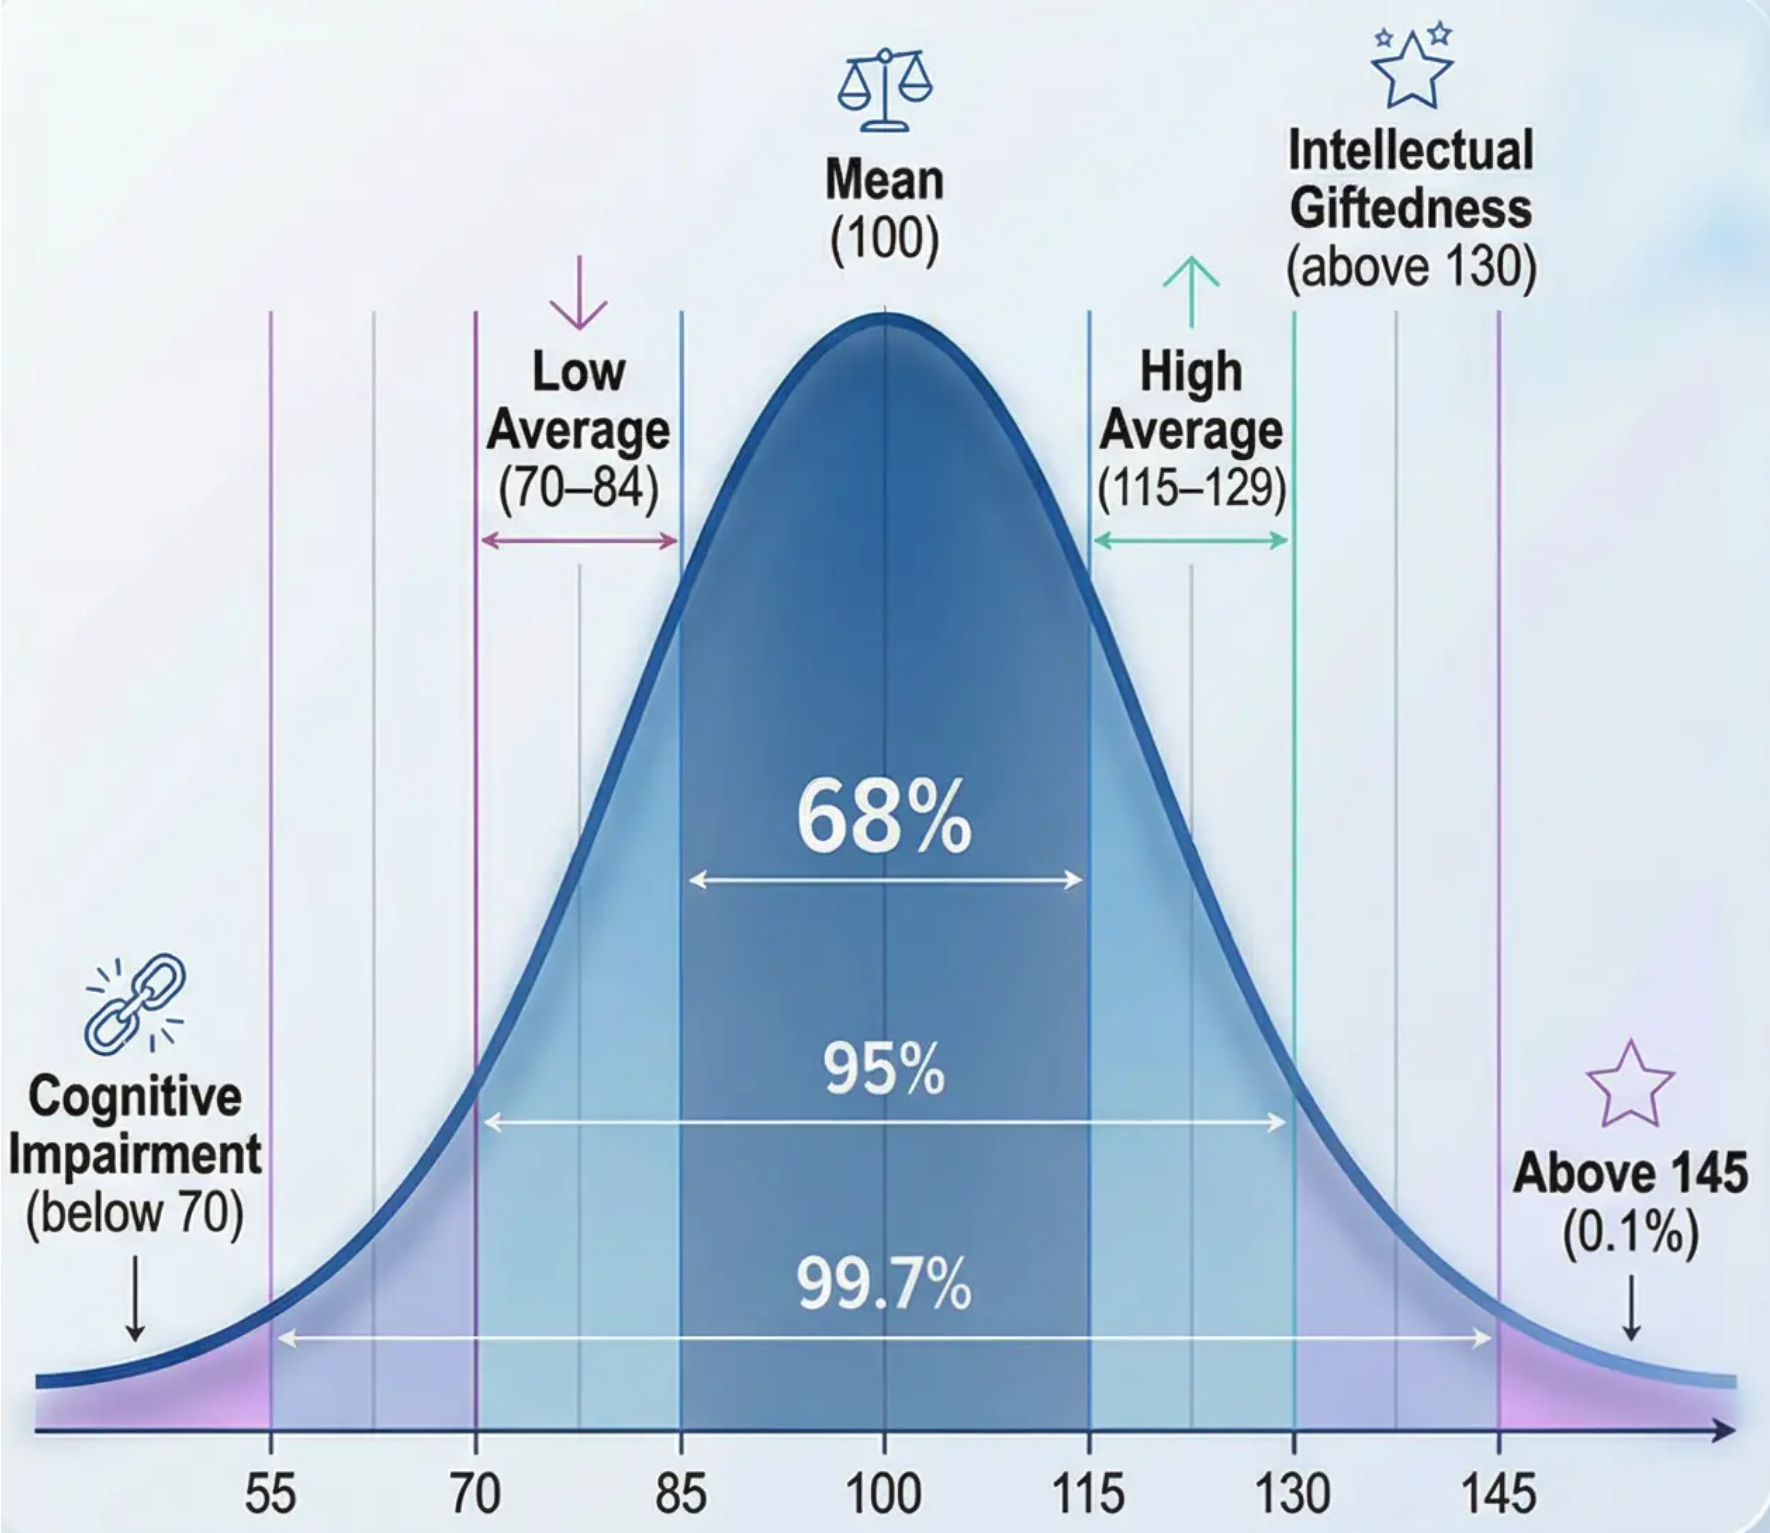 Mean
(100)
Intellectual
Giftedness
(above 130)
Low
Average
(70–84)
High
Average
(115–129)
68%
95%
99.7%
Cognitive
Impairment
(below 70)
Above 145
(0.1%)
55 70 85 100 115 130 145